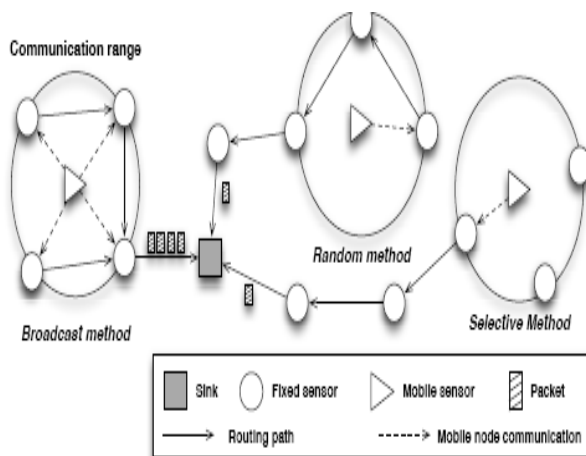 Communication range
Random method
Broadcast method
Selective Method
Sink
Fixed sensor
Mobile sensor
Packet
Routing path
Mobile node communication